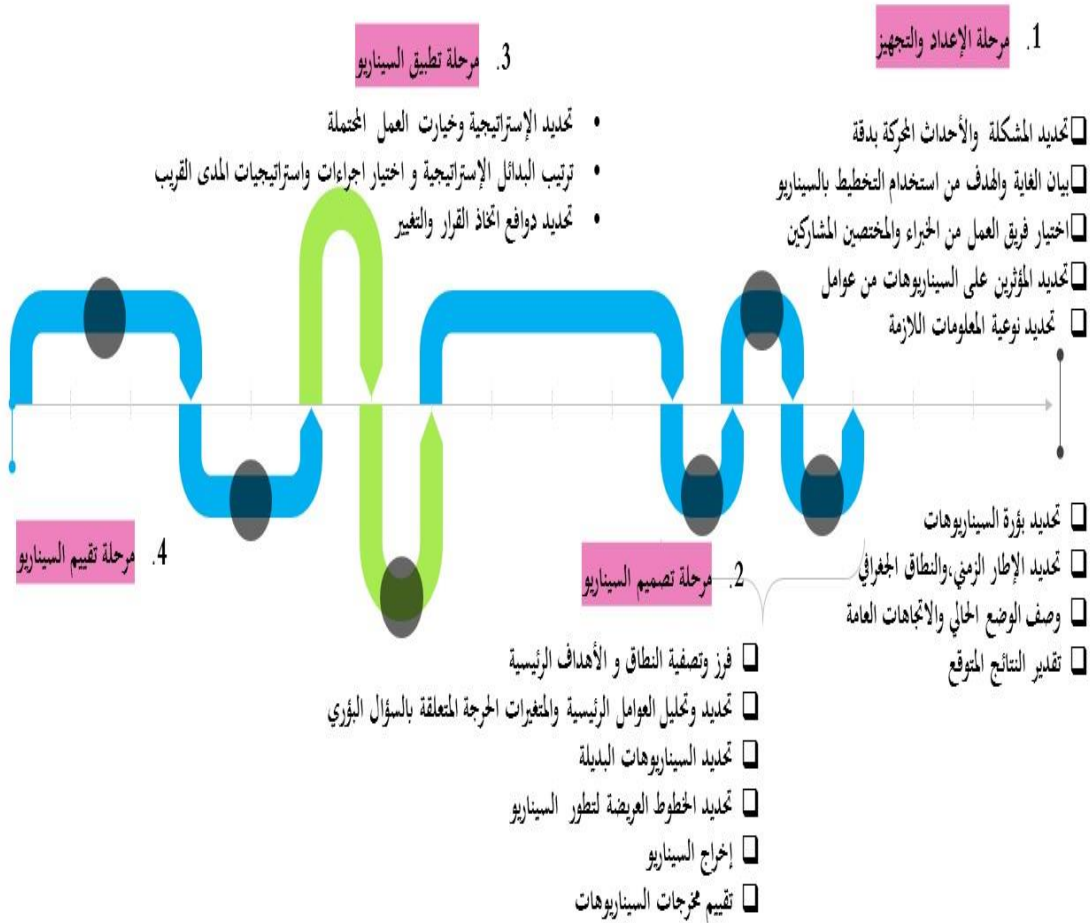 1. مرحلة الإعداد والتجهيز
❑ تحديد المشكلة والأحداث المحركة بدقة
❑ بيان الغاية والهدف من استخدام التخطيط بالسيناريو
❑ اختيار فريق العمل من الخبراء والمختصين المشاركين
❑ تحديد المؤثرين على السيناريوهات من عوامل
❑ تحديد نوعية المعلومات اللازمة
❑ تحديد بؤرة السيناريوهات
❑ تحديد الإطار الزمني،والنطاق الجغرافي
❑ وصف الوضع الحالي والاتجاهات العامة
❑ تقدير النتائج المتوقع
2. مرحلة تصميم السيناريو
❑ فرز وتصفية النطاق و الأهداف الرئيسية
❑ تحديد وتحليل العوامل الرئيسية والمتغيرات الحرجة المتعلقة بالسؤال البؤري
❑ تحديد السيناريوهات البديلة
❑ تحديد الخطوط العريضة لتطور السيناريو
❑ إخراج السيناريو
❑ تقييم مخرجات السيناريوهات
3. مرحلة تطبيق السيناريو
• تحديد الإستراتيجية وخيارت العمل المحتملة
• ترتيب البدائل الإستراتيجية و اختيار اجراءات واستراتيجيات المدى القريب
• تحديد دوافع اتخاذ القرار والتغيير
4. مرحلة تقييم السيناريو